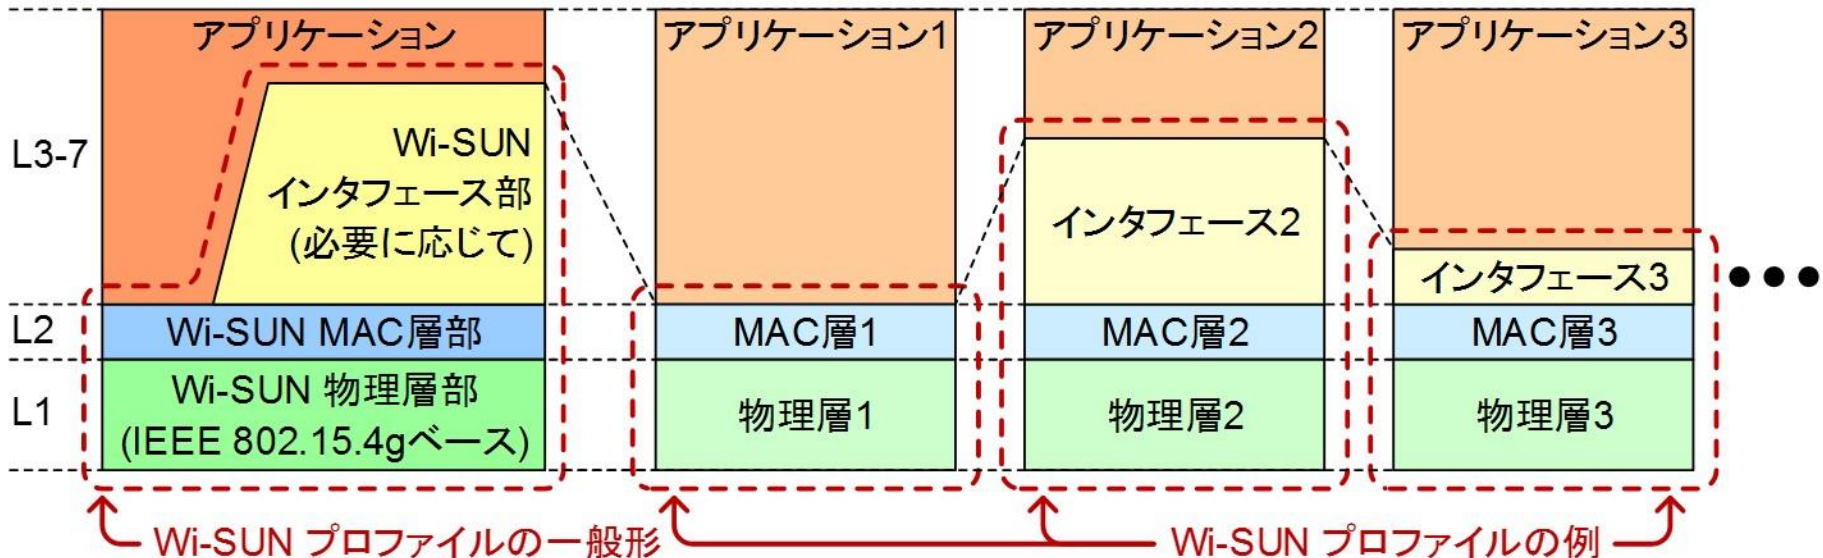 L3-7
L2
L1
アプリケーション
Wi-SUN
インタフェース部
(必要に応じて)
Wi-SUN MAC層部
Wi-SUN 物理層部
(IEEE 802.15.4gベース)
アプリケーション1
MAC層1
物理層1
アプリケーション2
インタフェース2
MAC層2
物理層2
アプリケーション3
インタフェース3
MAC層3
物理層3
●●●
Wi-SUN プロファイルの一般形
Wi-SUN プロファイルの例